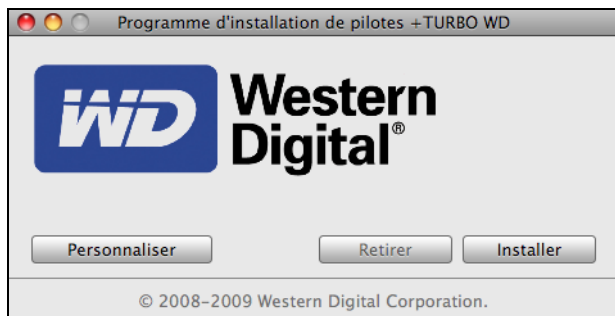 Programme d'installation de pilotes +TURBO WD
WD
Western
Digital®
Personnaliser
Retirer
Installer
© 2008-2009 Western Digital Corporation.